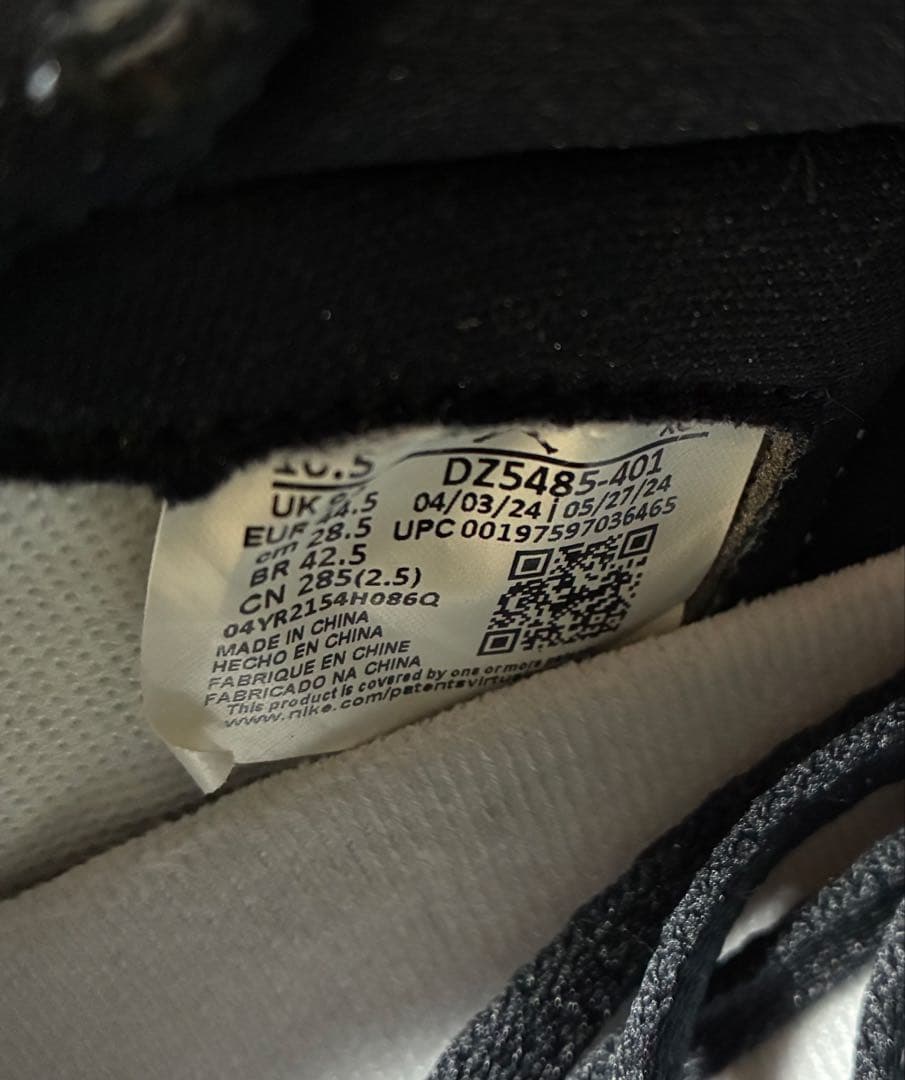 10.5
DZ5485-401
UK 9.5
04/03/24 | 05/27/24
EUR 44.5
UPC 00197597036465
cm 28.5
BR 42.5
CN 285(2.5)
04YR2154H086Q
MADE IN CHINA
HECHO EN CHINA
FABRIQUE EN CHINE
FABRICADO NA CHINA
This product is covered by one or more
www.nike.com/patentsvirtu